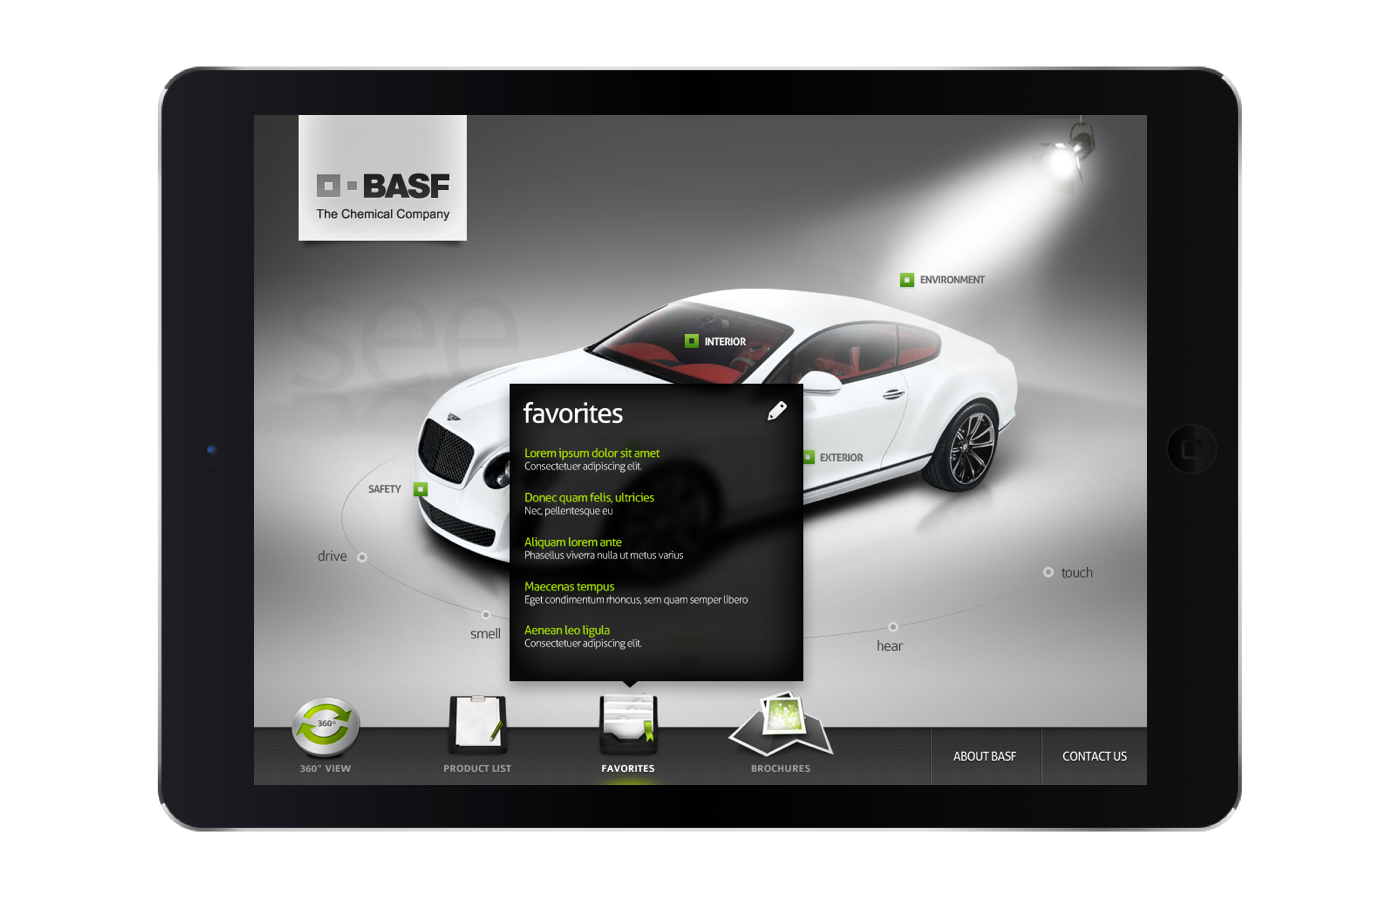 BASF
The Chemical Company
see
ENVIRONMENT
INTERIOR
favorites
Lorem ipsum dolor sit amet
Consectetuer adipiscing elit.
EXTERIOR
SAFETY
Donec quam felis, ultricies
Nec, pellentesque eu
Aliquam lorem ante
Phasellus viverra nulla ut metus varius
drive
touch
Maecenas tempus
Eget condimentum rhoncus, sem quam semper libero
smell
Aenean leo ligula
Consectetuer adipiscing elit.
hear
360°
360° VIEW
PRODUCT LIST
FAVORITES
BROCHURES
ABOUT BASF
CONTACT US